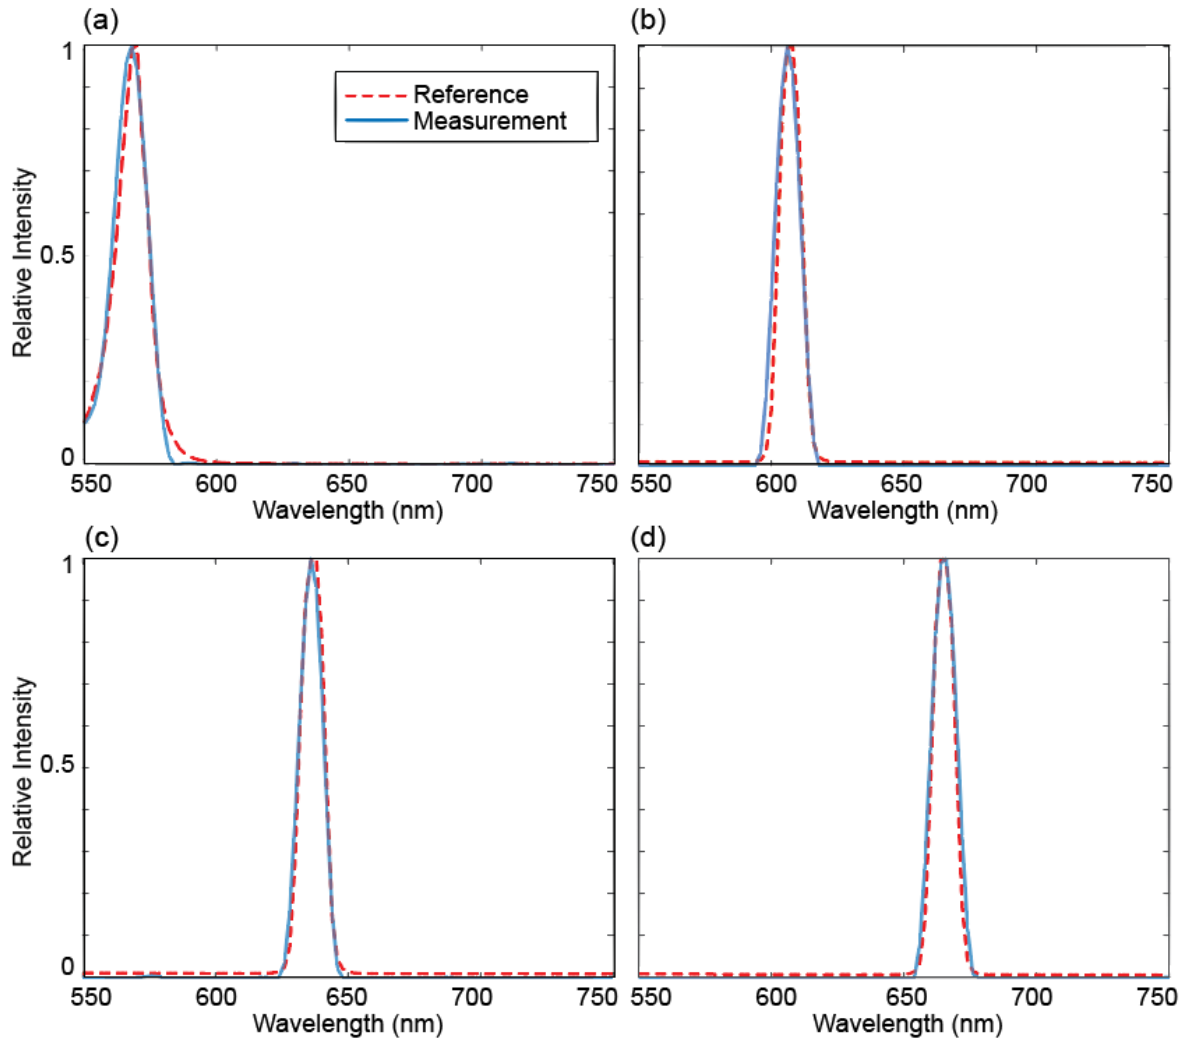 (a)
(b)
1
Reference
Measurement
Relative Intensity
0.5
0
550 600 650 700 750
550 600 650 700 750
Wavelength (nm)
Wavelength (nm)
(c)
(d)
1
Relative Intensity
0.5
0
550 600 650 700 750
550 600 650 700 750
Wavelength (nm)
Wavelength (nm)